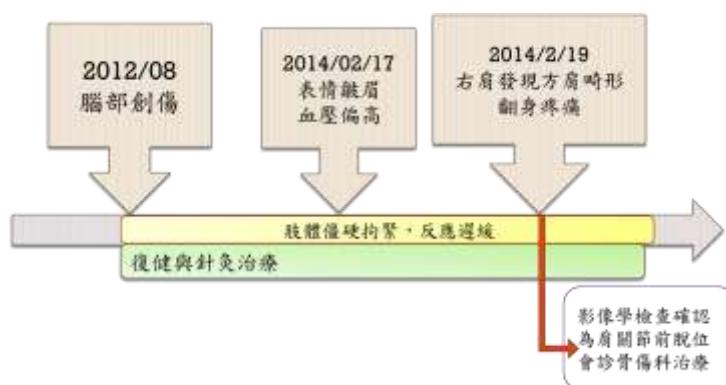 2012/08
腦部創傷
2014/02/17
表情皺眉
血壓偏高
2014/2/19
右肩發現方肩畸形
翻身疼痛
肢體僵硬拘緊，反應遲緩
復健與針灸治療
影像學檢查確認
為肩關節前脫位
會診骨傷科治療